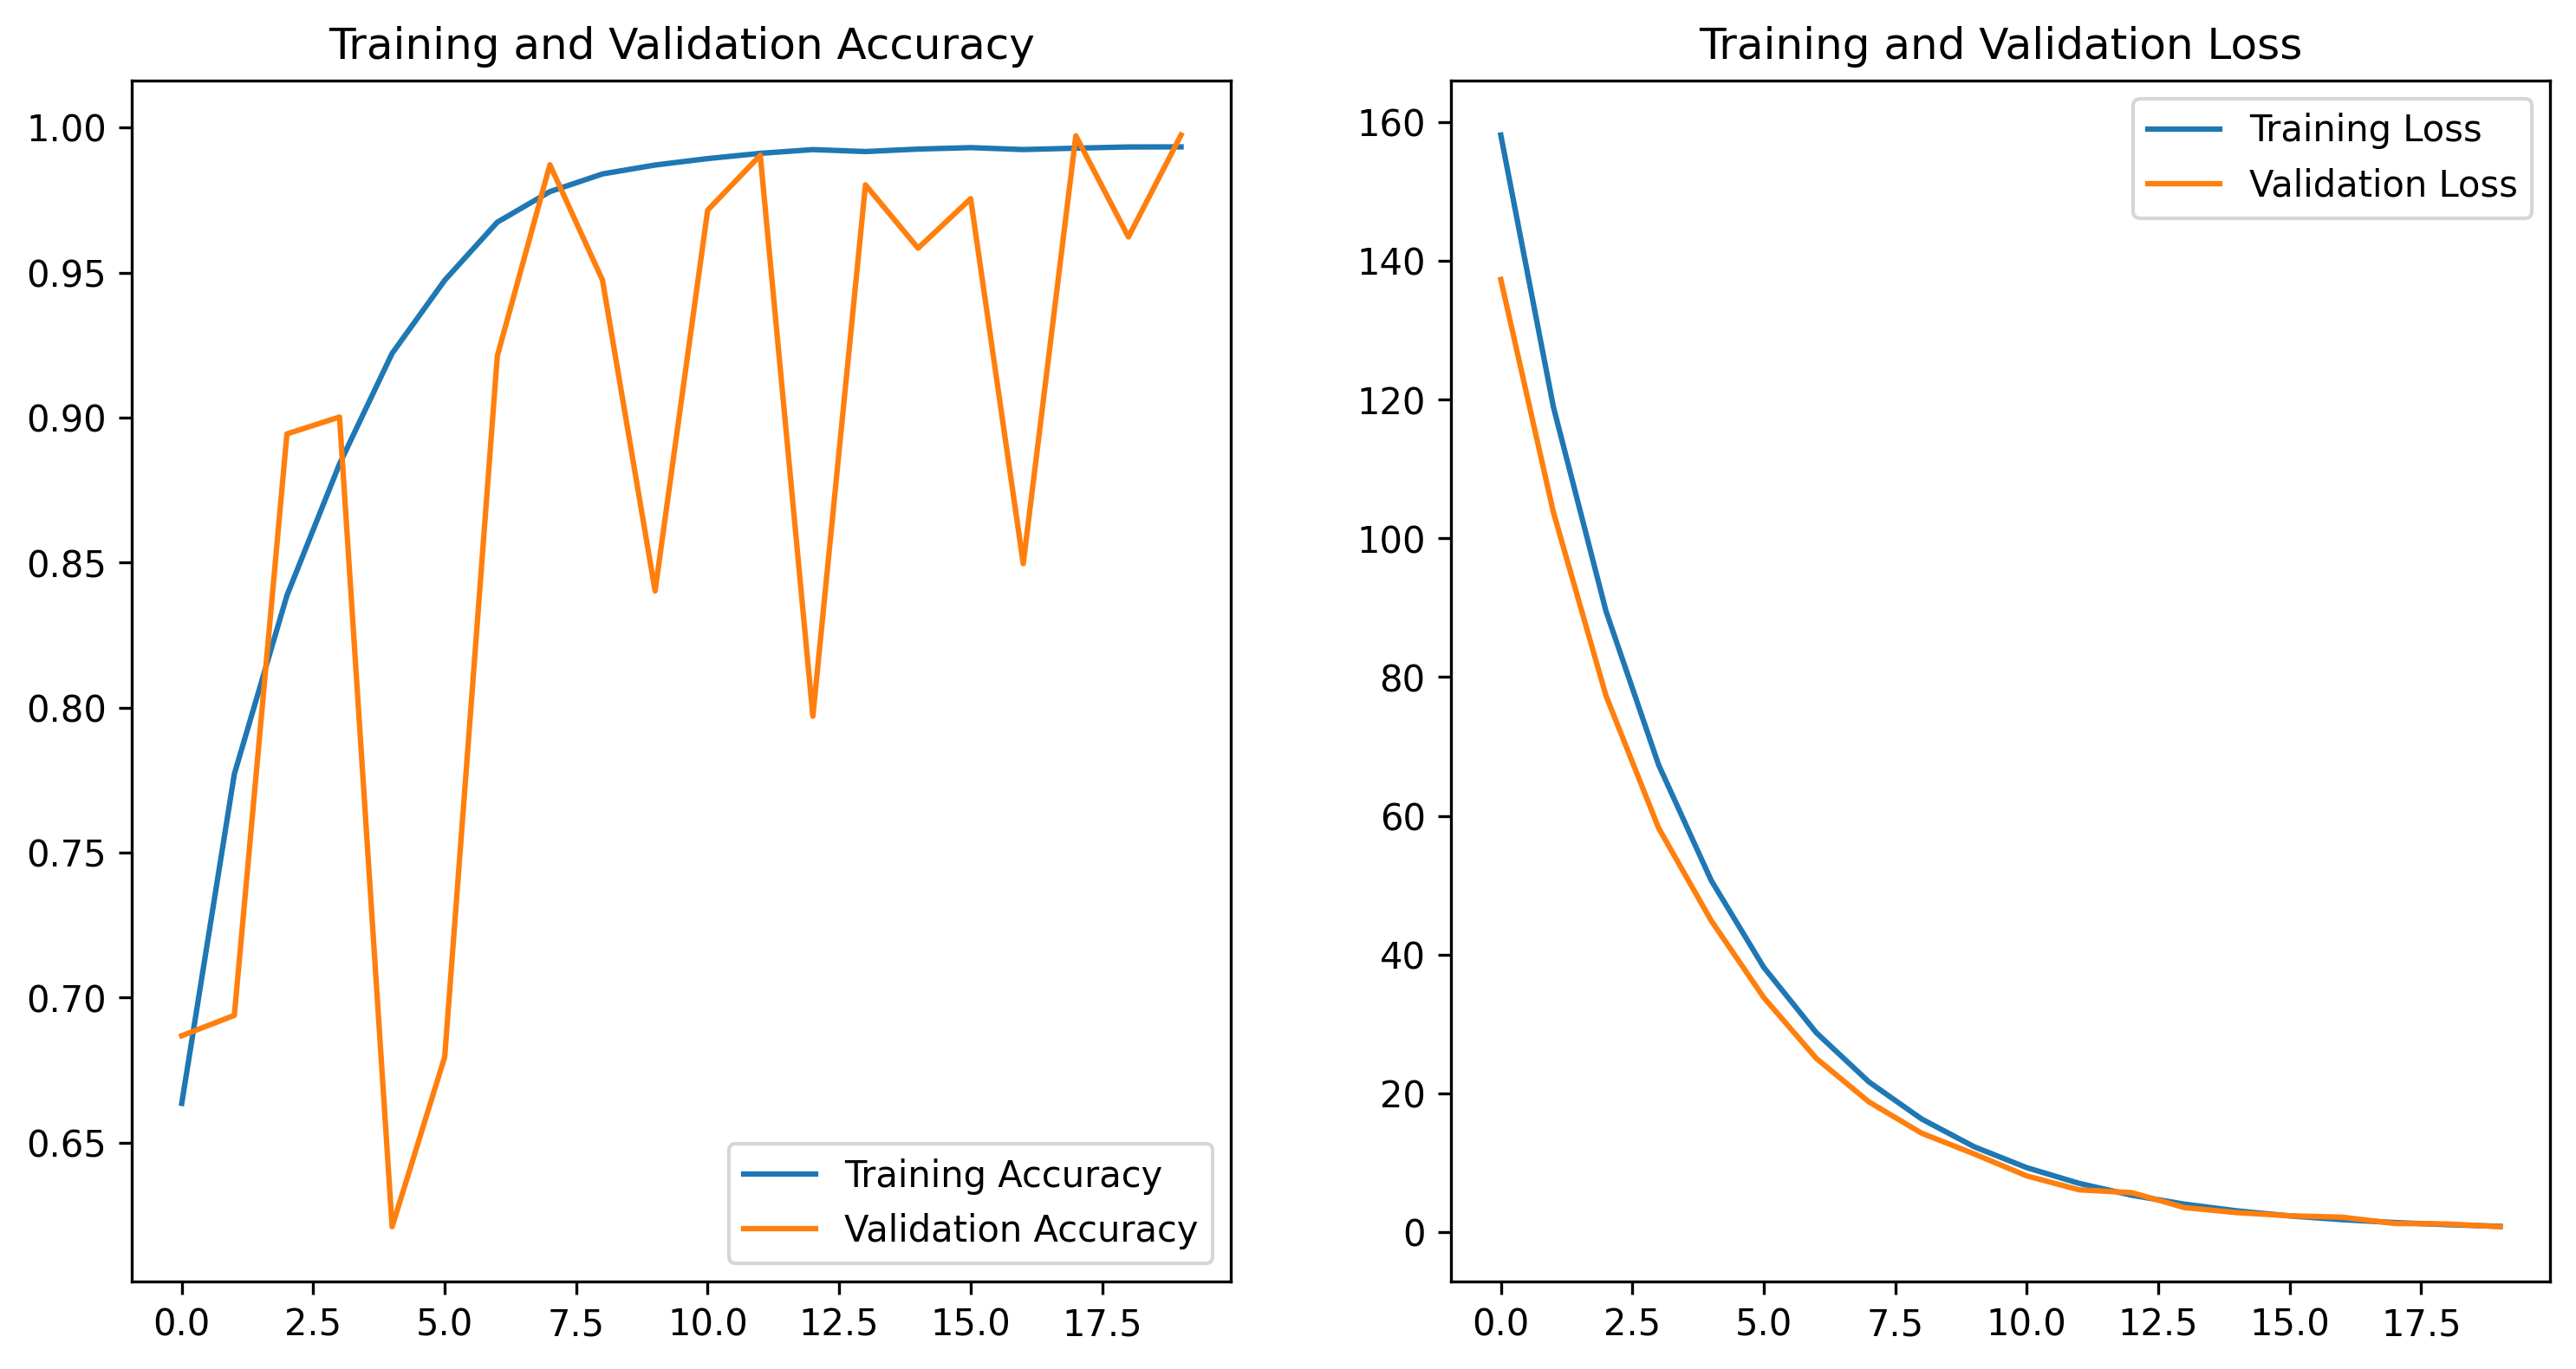 Training and Validation Accuracy
1.00
0.95
0.90
0.85
0.80
0.75
0.70
0.65
Training Accuracy
Validation Accuracy
0.0 2.5 5.0 7.5 10.0 12.5 15.0 17.5
Training and Validation Loss
160
140
120
100
80
60
40
20
0
Training Loss
Validation Loss
0.0 2.5 5.0 7.5 10.0 12.5 15.0 17.5